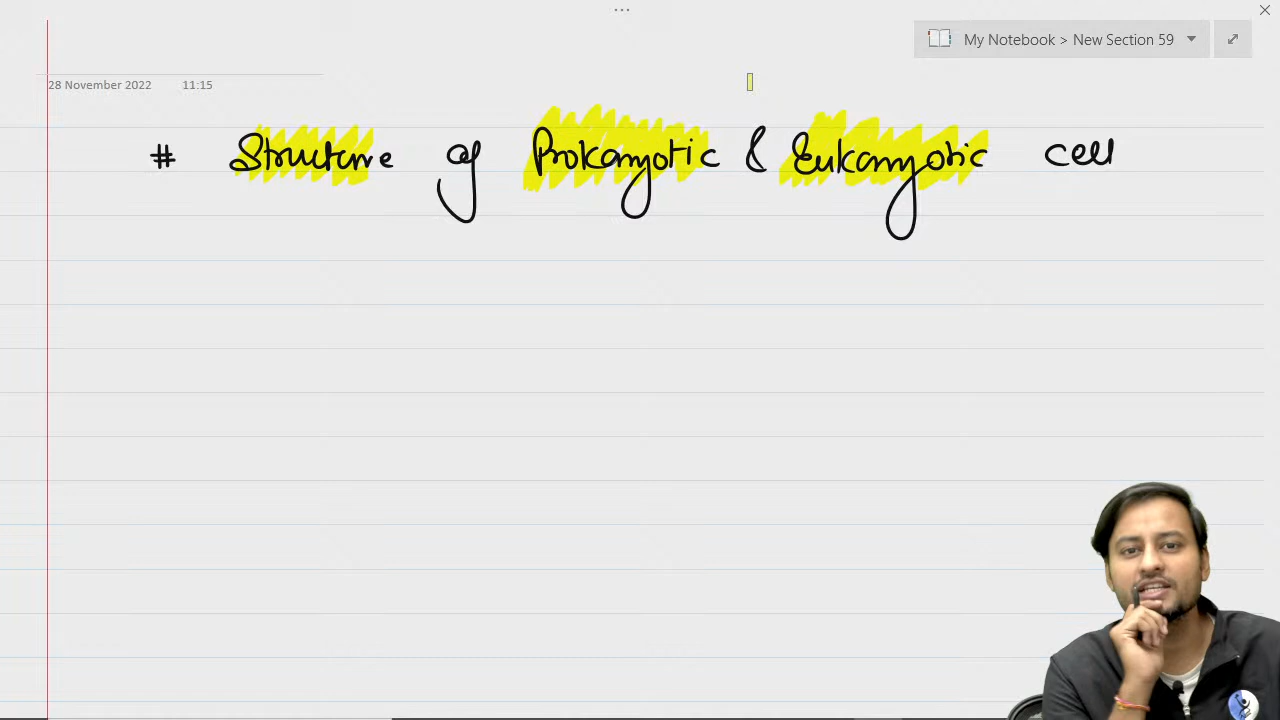 ...
My Notebook > New Section 59
28 November 2022 11:15
# Structure of Prokaryotic & Eukaryotic cell